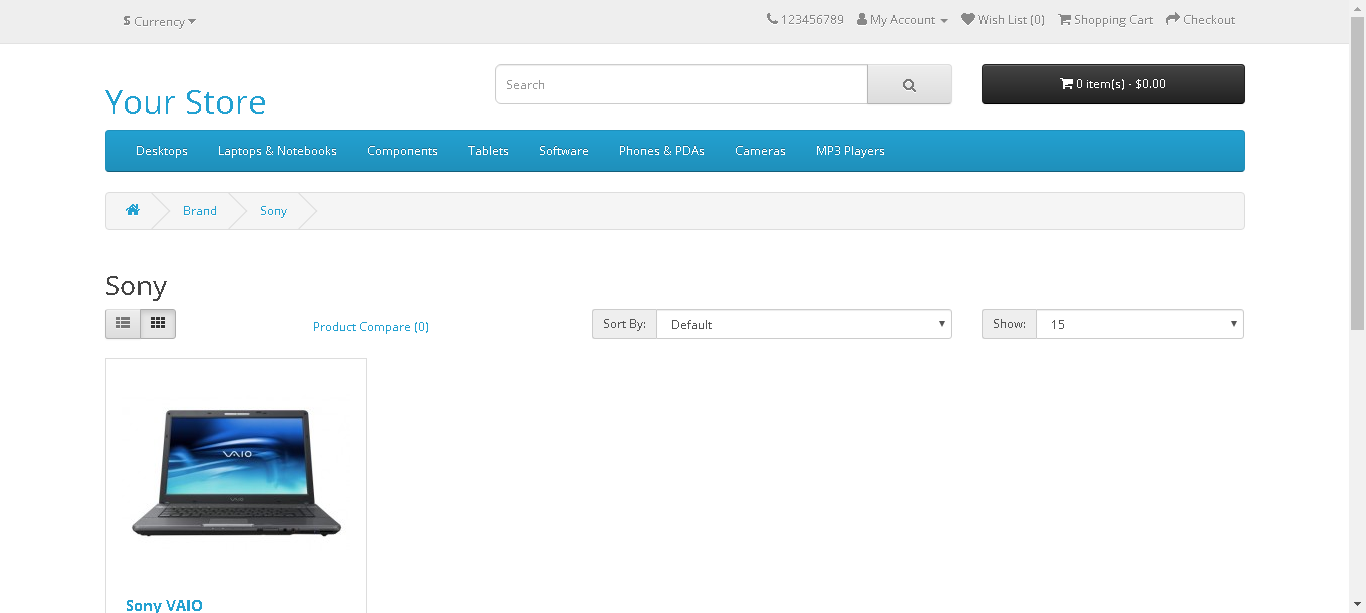 $ Currency
123456789 My Account Wish List (0) Shopping Cart Checkout
Your Store
Search
0 item(s) - $0.00
Desktops Laptops & Notebooks Components Tablets Software Phones & PDAs Cameras MP3 Players
Brand Sony
Sony
Product Compare (0)
Sort By: Default
Show: 15
VAIO
VAIO
Sony VAIO